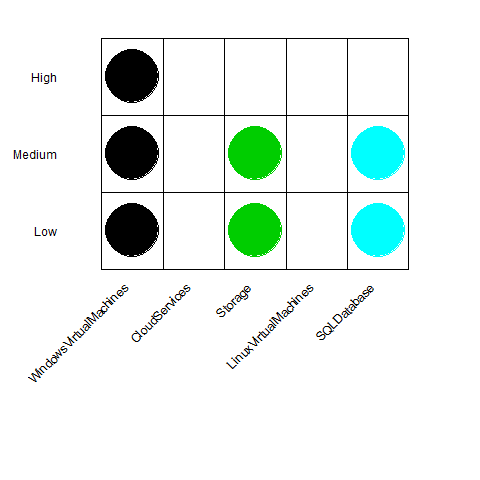 High
Medium
Low
WindowsVirtualMachines
CloudServices
Storage
LinuxVirtualMachines
SQLDatabase